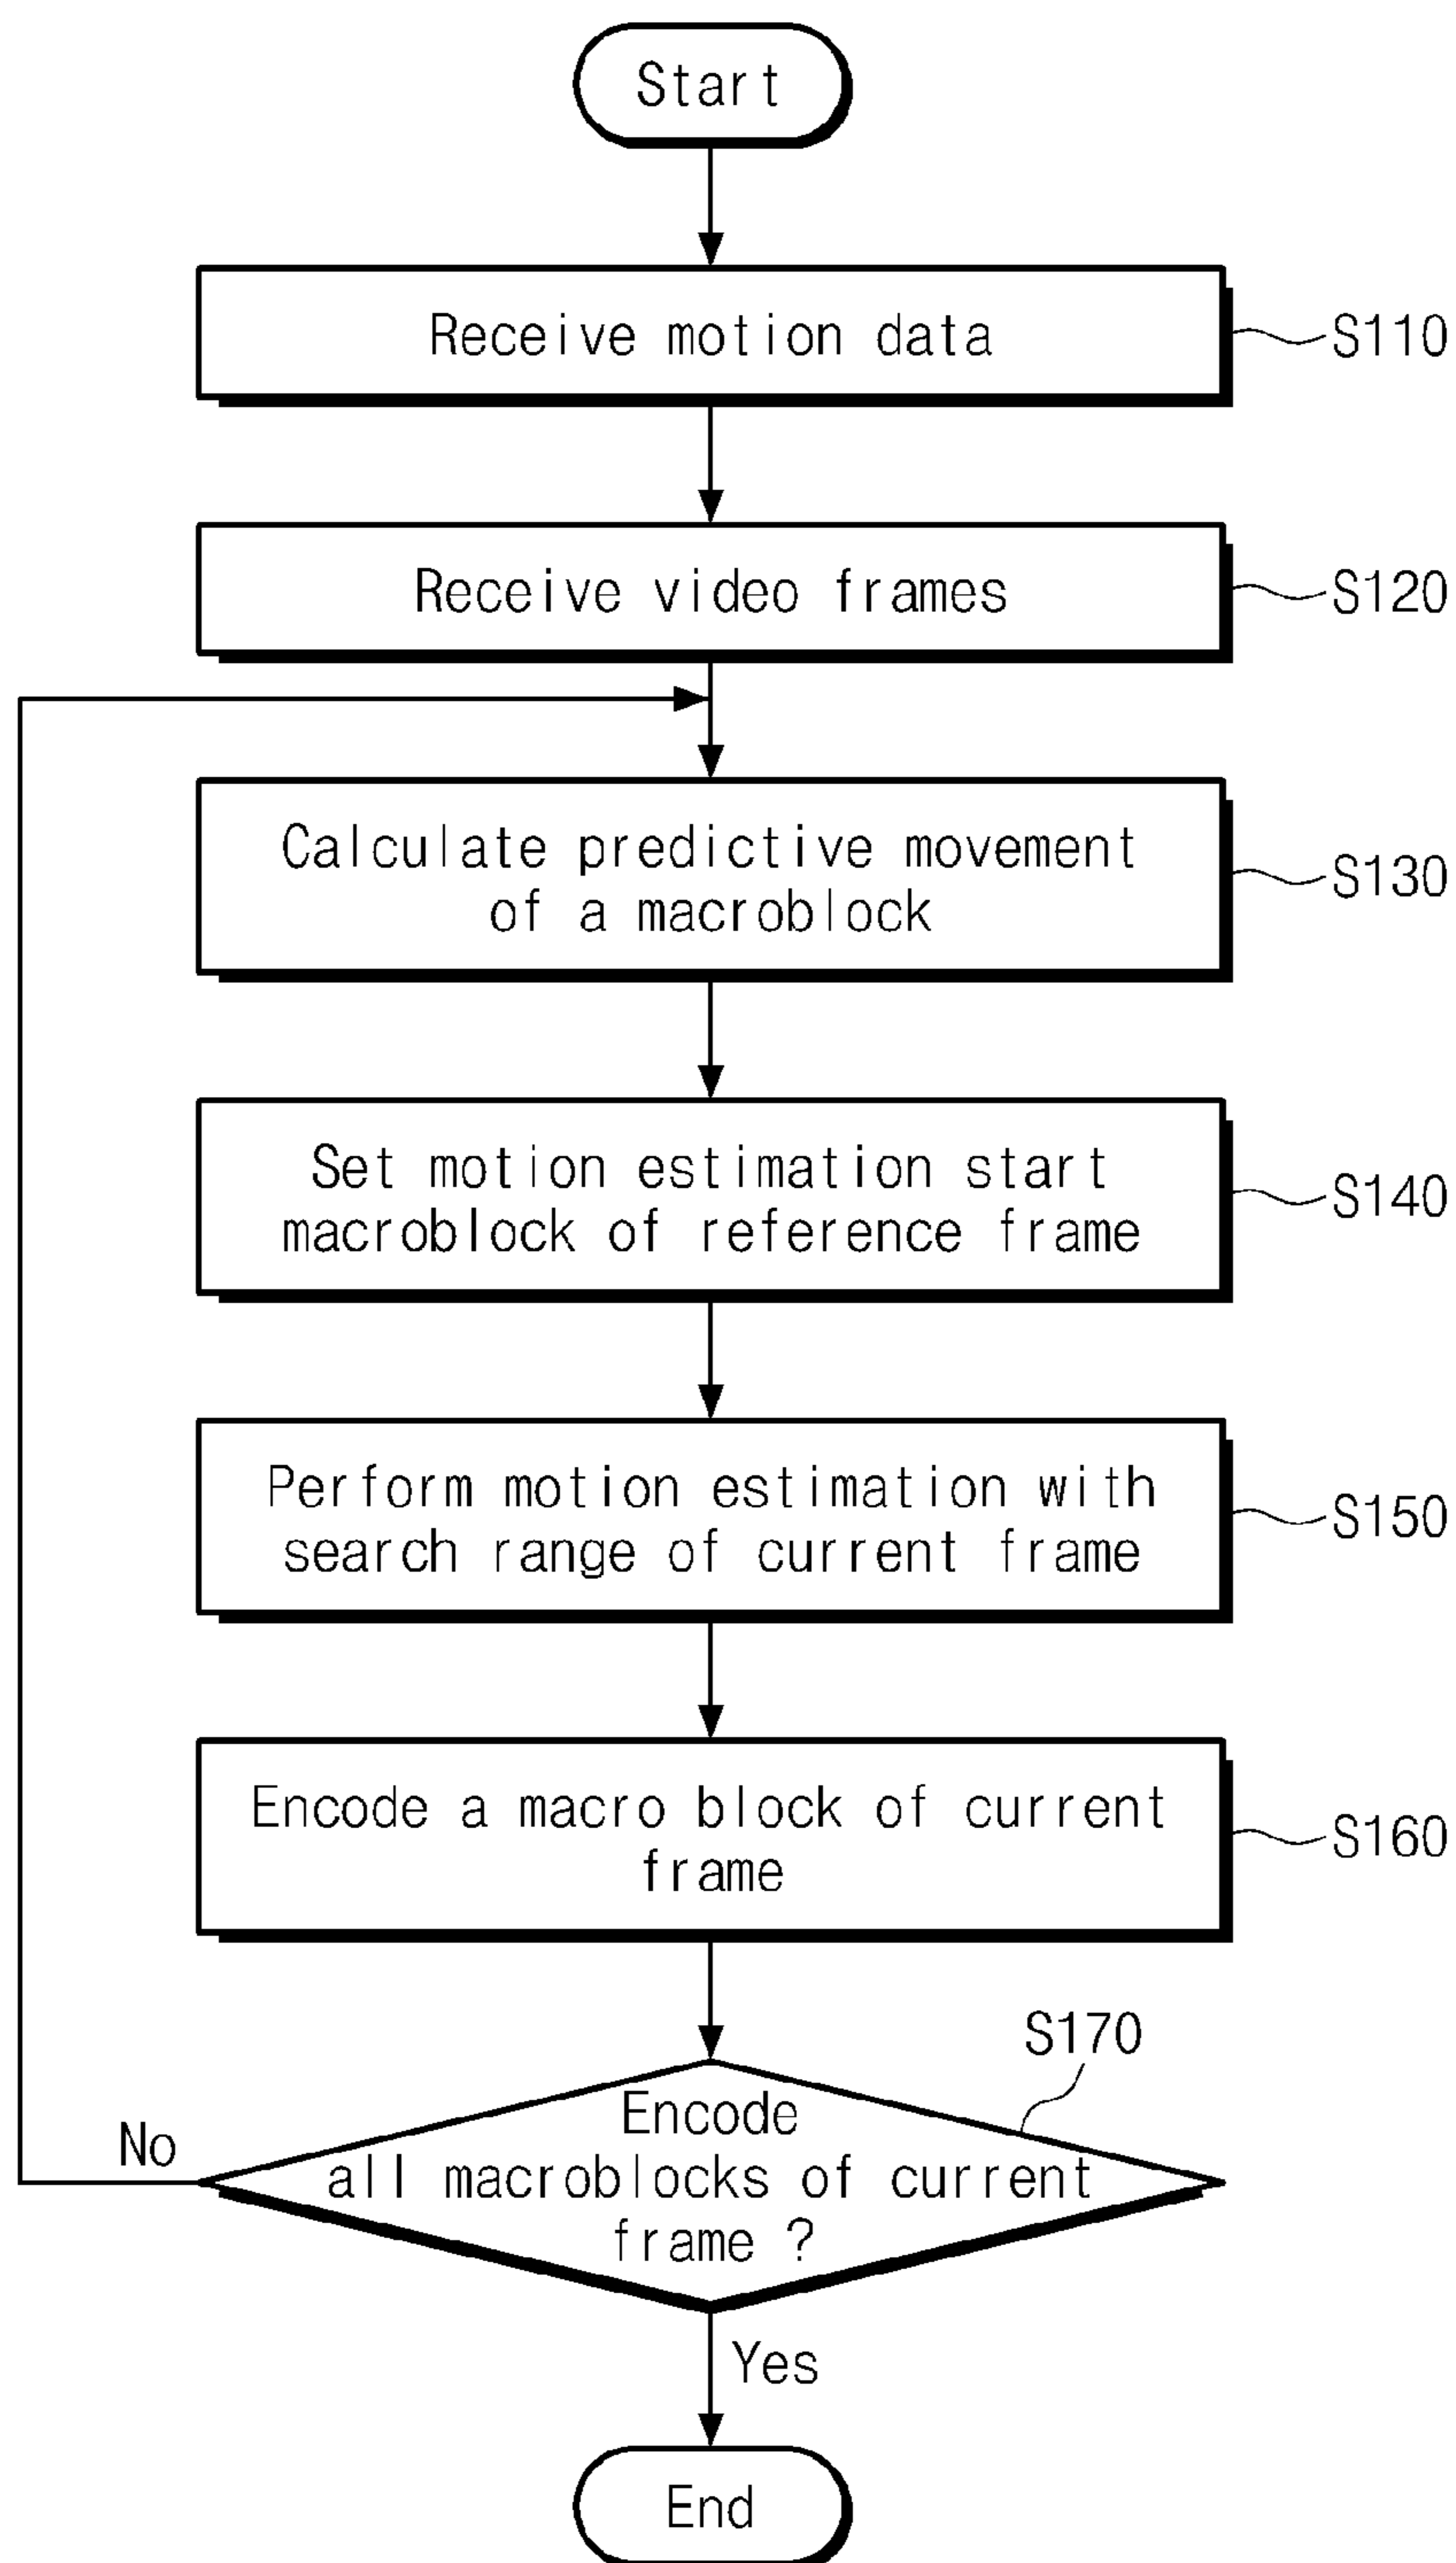 Start
Receive motion data
S110
Receive video frames
S120
Calculate predictive movement
of a macroblock
S130
Set motion estimation start
macroblock of reference frame
S140
Perform motion estimation with
search range of current frame
S150
Encode a macro block of current
frame
S160
S170
Encode
all macroblocks of current
frame ?
No
Yes
End